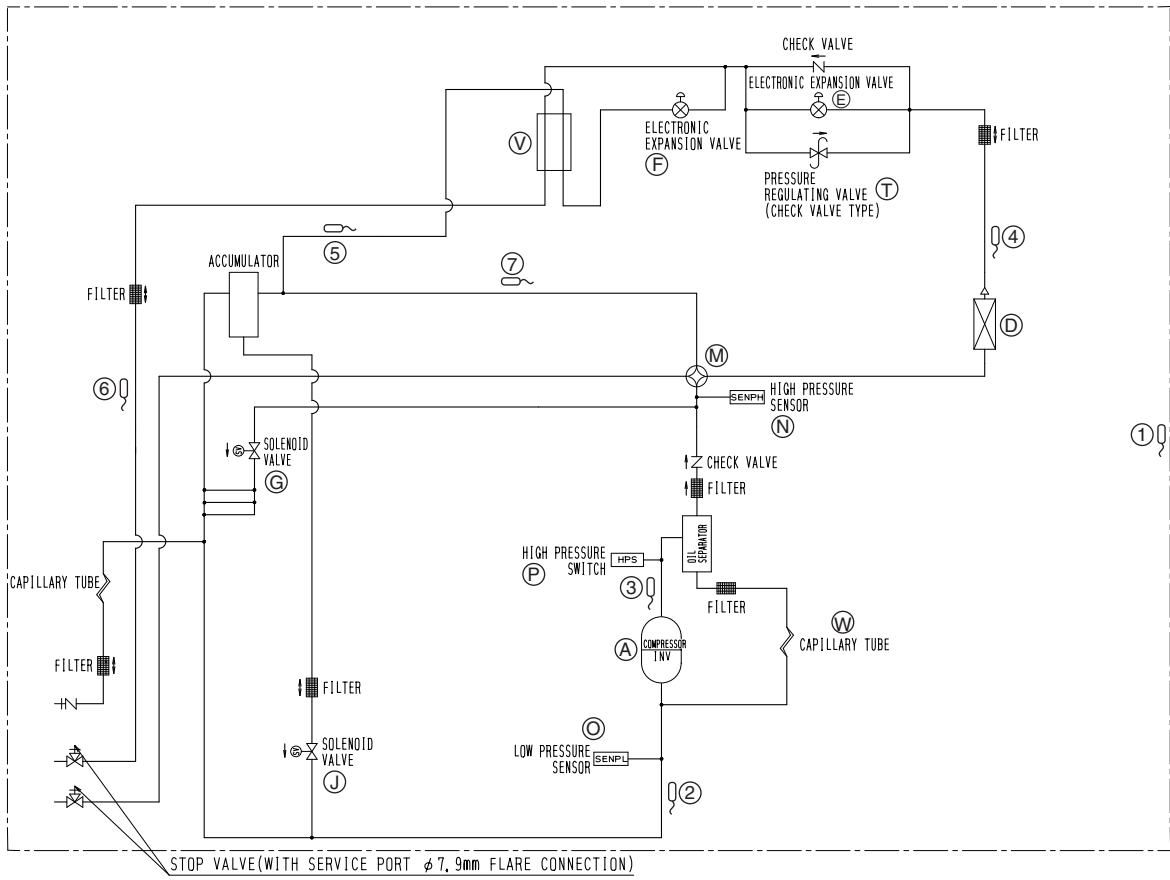 CHECK VALVE
ELECTRONIC EXPANSION VALVE
E
ELECTRONIC
EXPANSION VALVE
F
V
FILTER
PRESSURE
REGULATING VALVE
(CHECK VALVE TYPE)
T
5
4
ACCUMULATOR
7
FILTER
D
M
6
SENPH
HIGH PRESSURE
SENSOR
N
1
SOLENOID
VALVE
G
CHECK VALVE
FILTER
OIL
SEPARATOR
HIGH PRESSURE
SWITCH
HPS
P
CAPILLARY TUBE
3
FILTER
W
CAPILLARY TUBE
A
COMPRESSOR
INV
FILTER
FILTER
O
LOW PRESSURE
SENSOR
SENPL
SOLENOID
VALVE
J
2
STOP VALVE(WITH SERVICE PORT φ7,9mm FLARE CONNECTION)